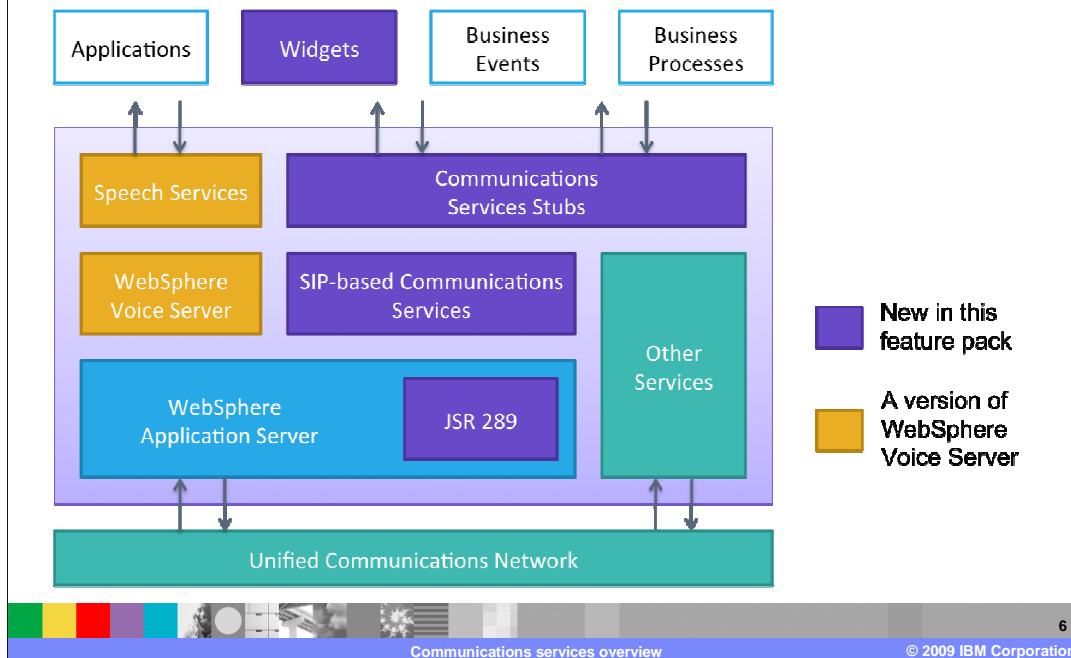 Applications
Widgets
Business
Events
Business
Processes
Speech Services
Communications
Services Stubs
WebSphere
Voice Server
SIP-based Communications
Services
Other
Services
WebSphere
Application Server
JSR 289
Unified Communications Network
New in this
feature pack
A version of
WebSphere
Voice Server
6
Communications services overview
© 2009 IBM Corporation